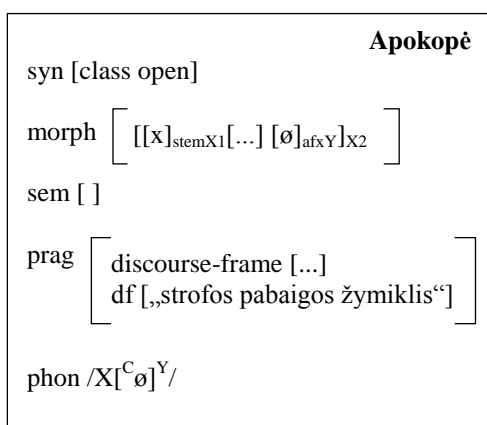 Apokopė
syn [class open]
morph [[x]stemX1[...] [ø]afxY]X2
sem [ ]
prag
discourse-frame [...]
df [„strofos pabaigos žymiklis“]
phon /X[ᶜø]ʸ/